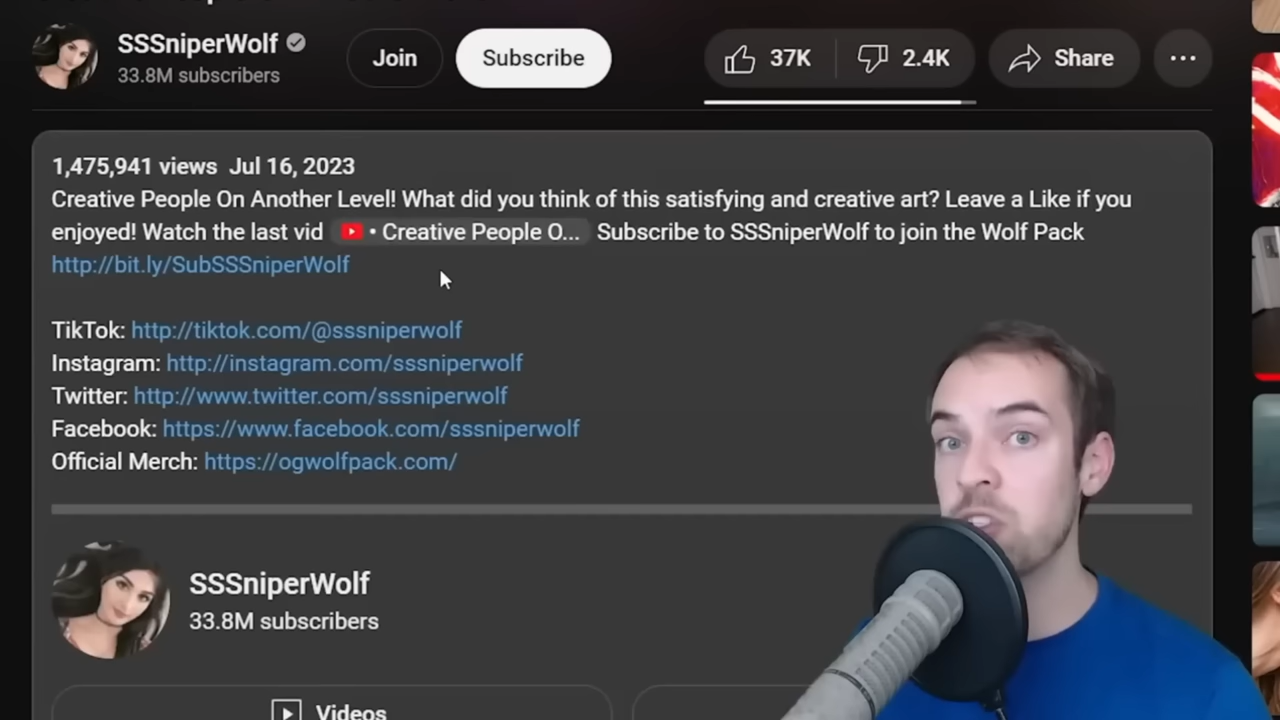 SSSniperWolf
33.8M subscribers
Join
Subscribe
37K
2.4K
Share
1,475,941 views Jul 16, 2023
Creative People On Another Level! What did you think of this satisfying and creative art? Leave a Like if you
enjoyed! Watch the last vid • Creative People O... Subscribe to SSSniperWolf to join the Wolf Pack
http://bit.ly/SubSSSniperWolf
TikTok: http://tiktok.com/@sssniperwolf
Instagram: http://instagram.com/sssniperwolf
Twitter: http://www.twitter.com/sssniperwolf
Facebook: https://www.facebook.com/sssniperwolf
Official Merch: https://ogwolfpack.com/
SSSniperWolf
33.8M subscribers
Videos